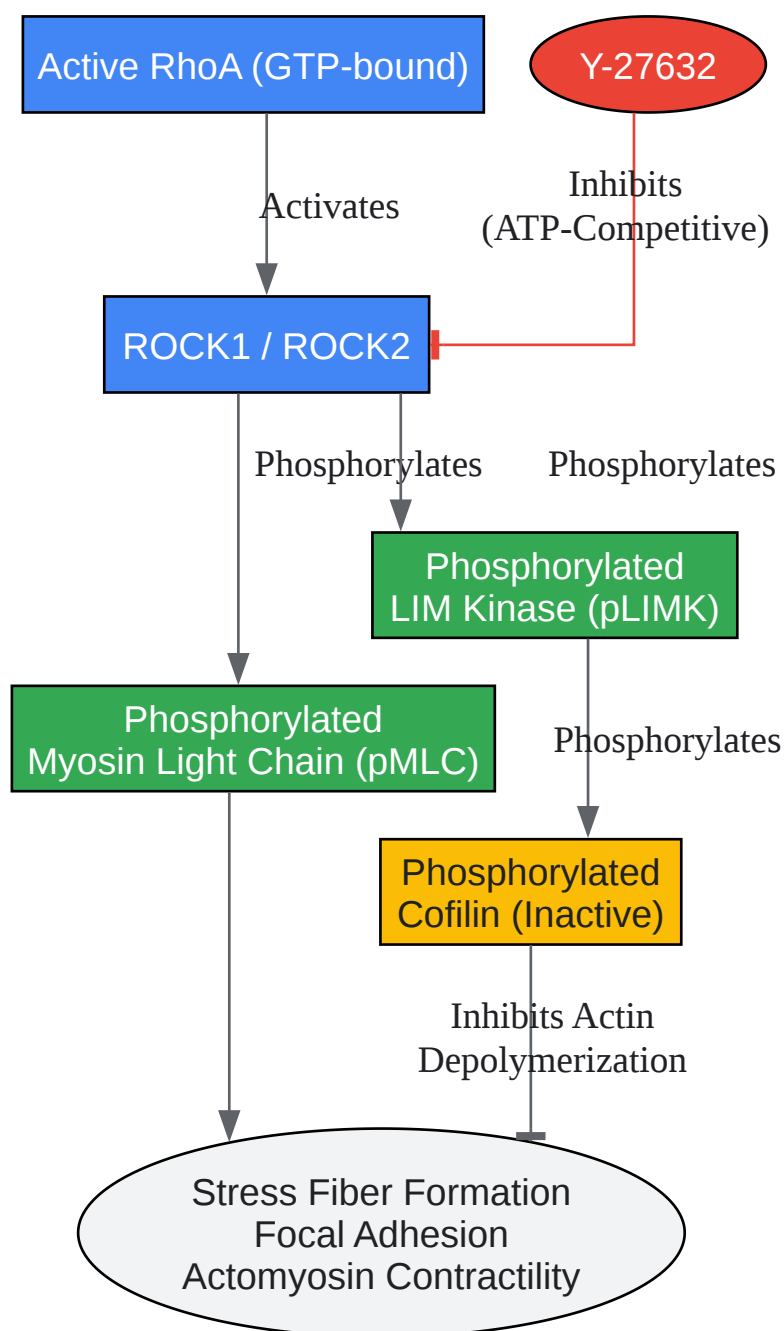 Active RhoA (GTP-bound)
Y-27632
Inhibits
(ATP-Competitive)
Activates
ROCK1 / ROCK2
Phosphorylates
Phosphorylates
Phosphorylated
LIM Kinase (pLIMK)
Phosphorylated
Myosin Light Chain (pMLC)
Phosphorylates
Phosphorylated
Cofilin (Inactive)
Inhibits Actin
Depolymerization
Stress Fiber Formation
Focal Adhesion
Actomyosin Contractility